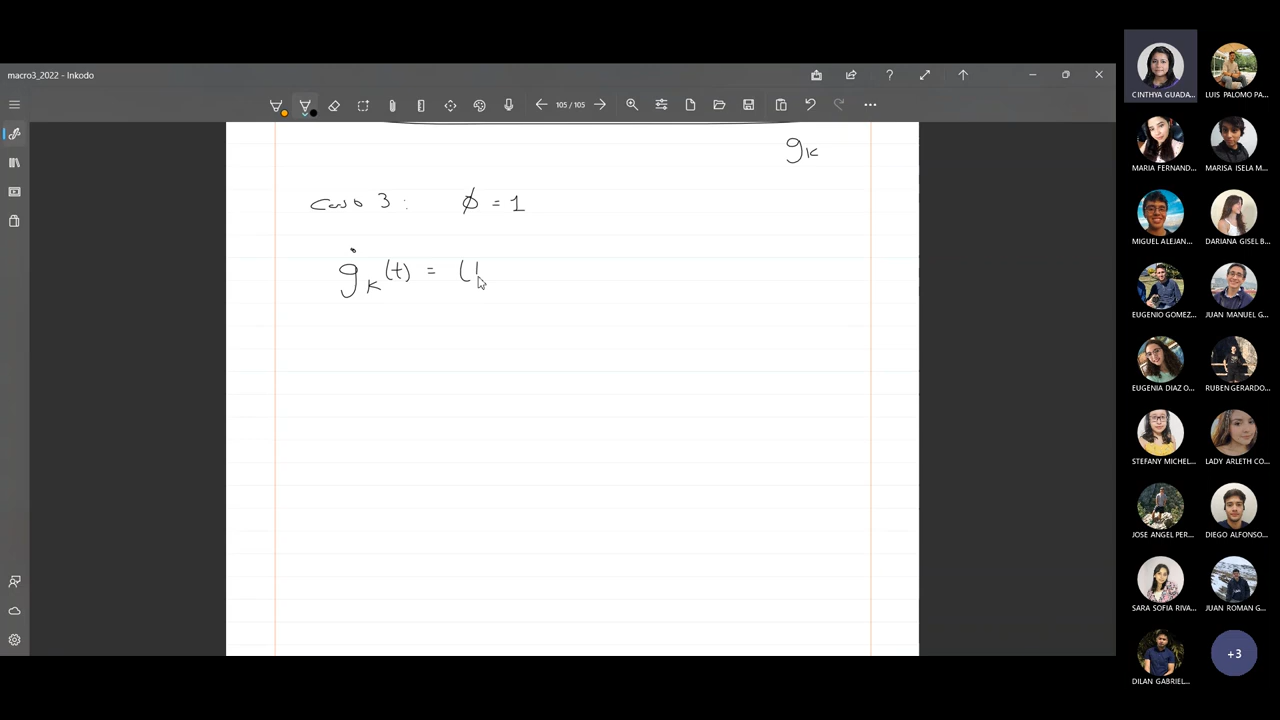 macro3_2022 - Inkodo
105 / 105
g_K
caso 3 : ϕ = 1
ġ_K (t) = (1
CINTHYA GUADA...
LUIS PALOMO PA...
MARIA FERNAND...
MARISA ISELA M...
MIGUEL ALEJAN...
DARIANA GISEL B...
EUGENIO GOMEZ...
JUAN MANUEL G...
EUGENIA DIAZ O...
RUBEN GERARDO...
STEFANY MICHEL...
LADY ARLETH CO...
JOSE ANGEL PER...
DIEGO ALFONSO...
SARA SOFIA RIVA...
JUAN ROMAN G...
DILAN GABRIEL...
+3